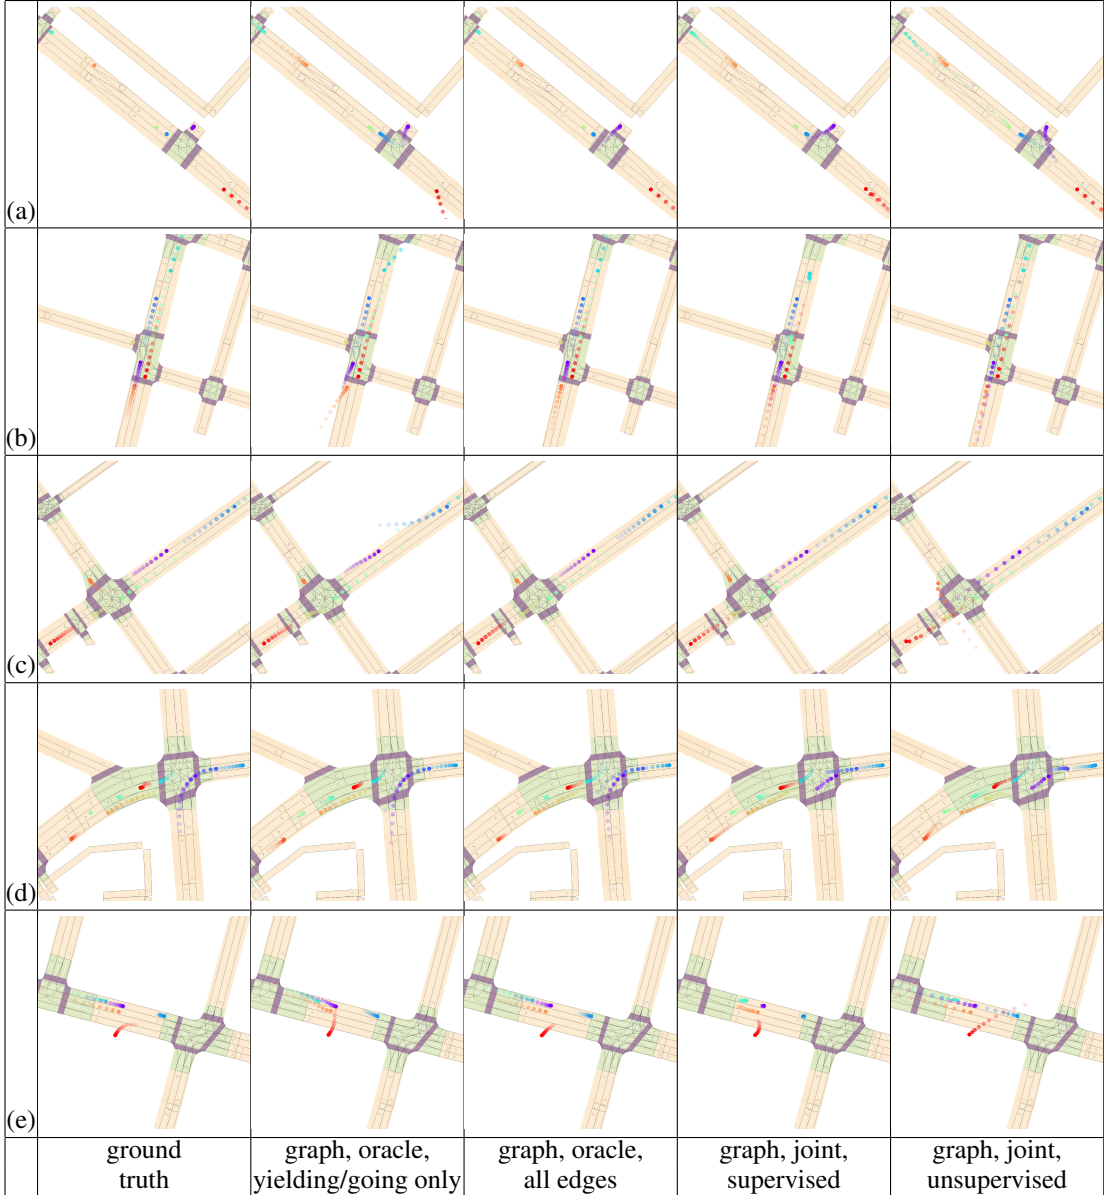 (a)
(b)
(c)
(d)
(e)
ground graph, oracle, graph, oracle, graph, joint, graph, joint,
truth yielding/going only all edges supervised unsupervised